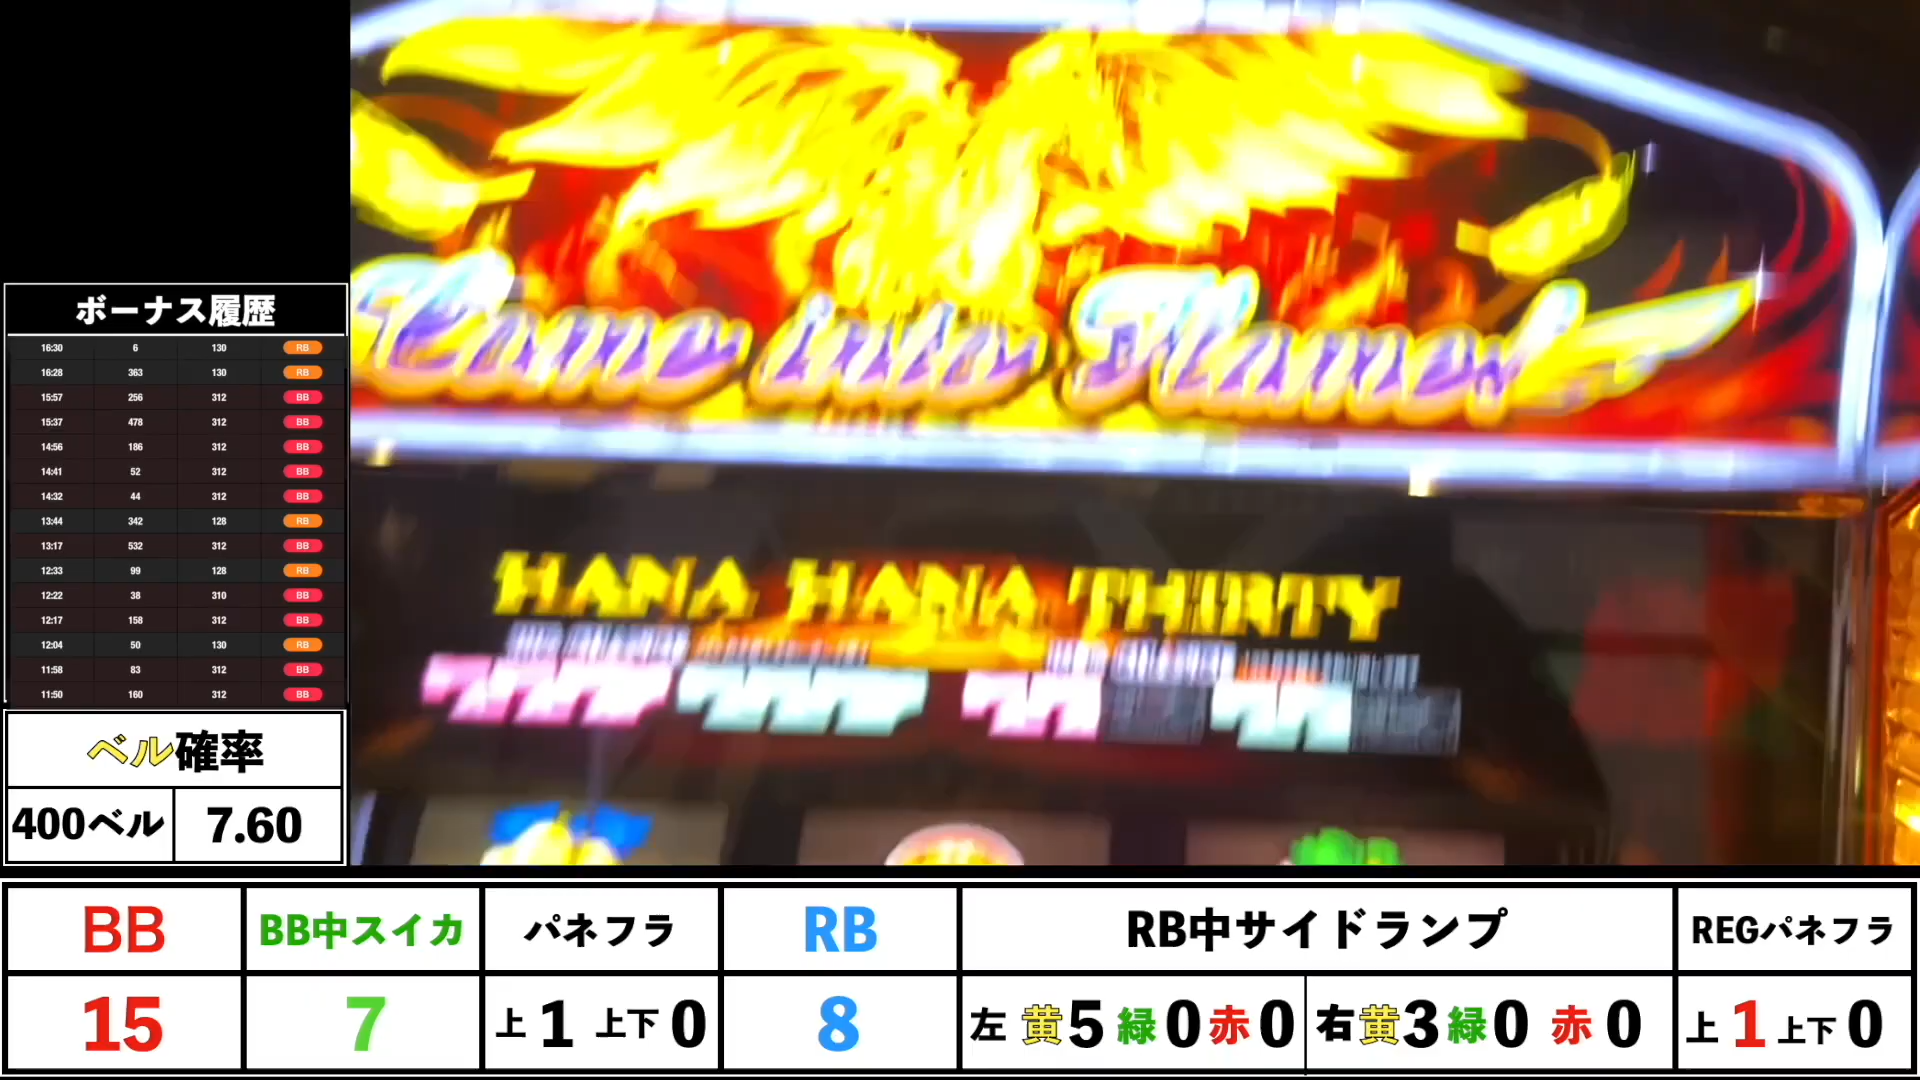 Come into Flame!
HANA HANA THIRTY
ボーナス履歴
16:30 6 130 RB
16:28 363 130 RB
15:57 256 312 BB
15:37 478 312 BB
14:56 186 312 BB
14:41 52 312 BB
14:32 44 312 BB
13:44 342 128 RB
13:17 532 312 BB
12:33 99 128 RB
12:22 38 310 BB
12:17 158 312 BB
12:04 50 130 RB
11:58 83 312 BB
11:50 160 312 BB
ベル確率
400ベル 7.60
BB BB中スイカ パネフラ RB RB中サイドランプ REGパネフラ
15 7 上 1 上下 0 8 左 黄 5 緑 0 赤 0 右 黄 3 緑 0 赤 0 上 1 上下 0